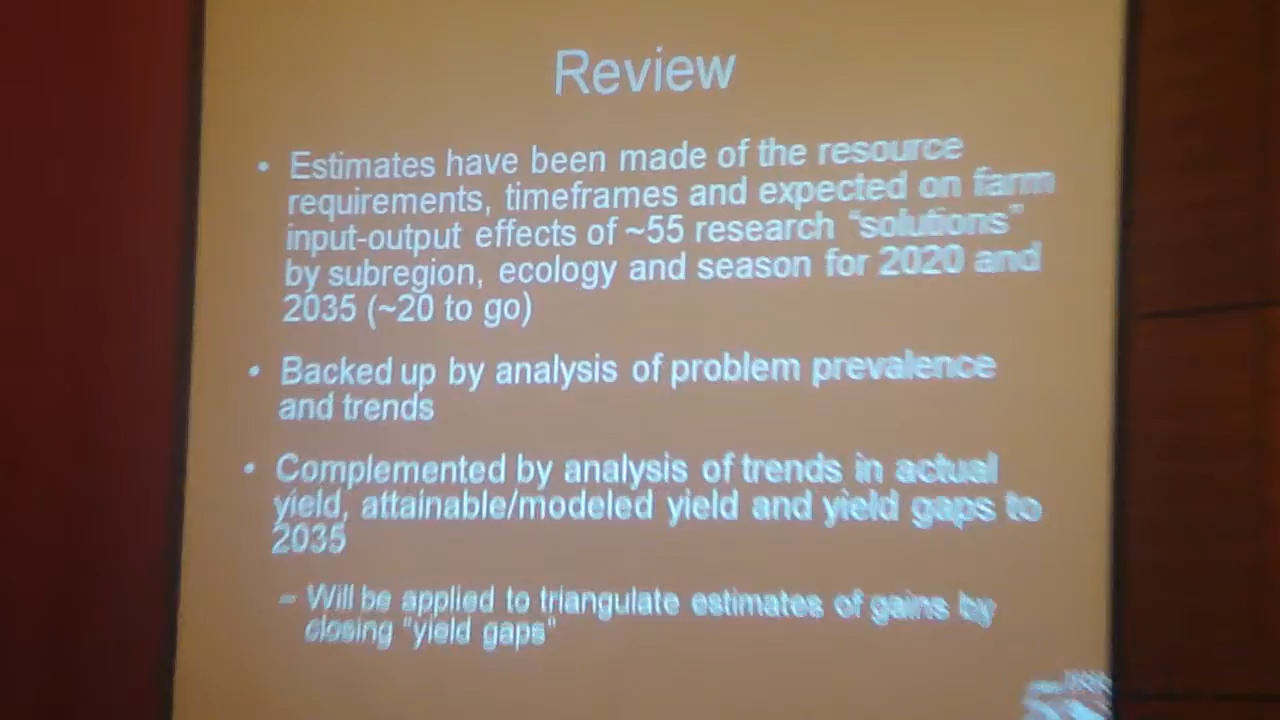 Review
• Estimates have been made of the resource
requirements, timeframes and expected on farm
input-output effects of ~55 research "solutions"
by subregion, ecology and season for 2020 and
2035 (~20 to go)
• Backed up by analysis of problem prevalence
and trends
• Complemented by analysis of trends in actual
yield, attainable/modeled yield and yield gaps to
2035
– Will be applied to triangulate estimates of gains by
closing "yield gaps"